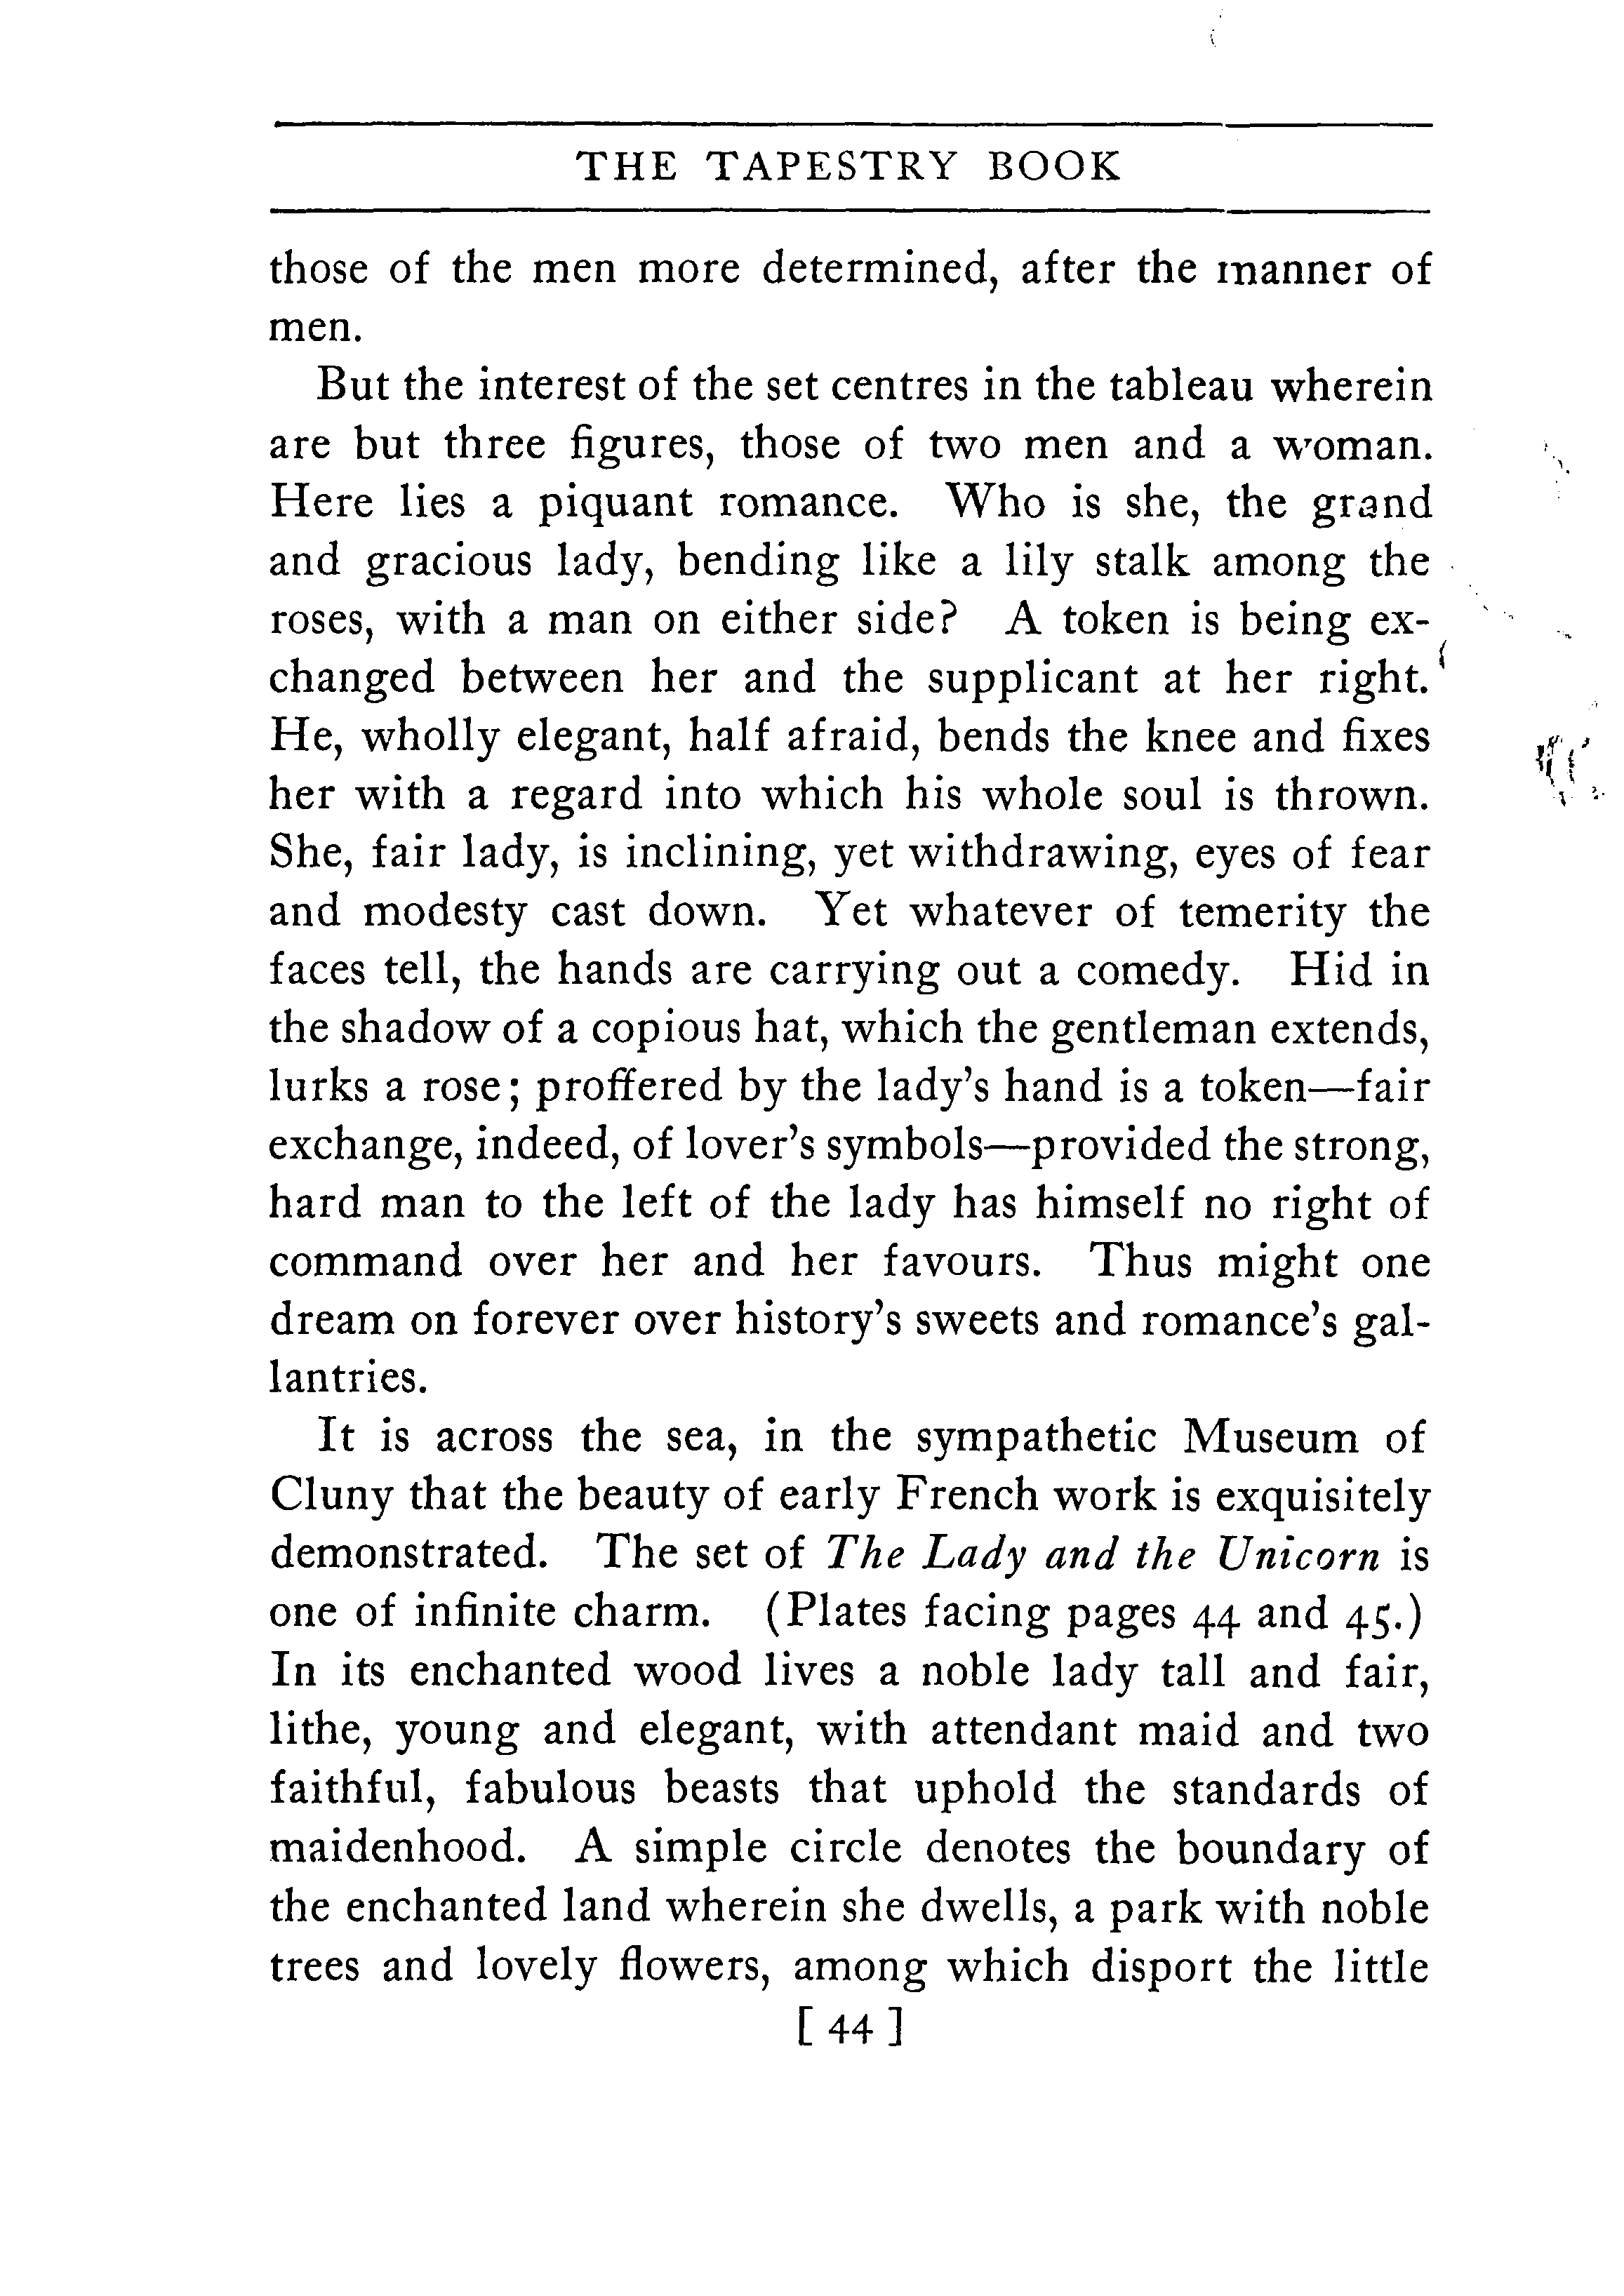 THE TAPESTRY BOOK
those of the men more determined, after the manner of
men.
But the interest of the set centres in the tableau wherein
are but three figures, those of two men and a woman.
Here lies a piquant romance. Who is she, the grand
and gracious lady, bending like a lily stalk among the
roses, with a man on either side? A token is being ex-
changed between her and the supplicant at her right.
He, wholly elegant, half afraid, bends the knee and fixes
her with a regard into which his whole soul is thrown.
She, fair lady, is inclining, yet withdrawing, eyes of fear
and modesty cast down. Yet whatever of temerity the
faces tell, the hands are carrying out a comedy. Hid in
the shadow of a copious hat, which the gentleman extends,
lurks a rose; proffered by the lady's hand is a token—fair
exchange, indeed, of lover's symbols—provided the strong,
hard man to the left of the lady has himself no right of
command over her and her favours. Thus might one
dream on forever over history's sweets and romance's gal-
lantries.
It is across the sea, in the sympathetic Museum of
Cluny that the beauty of early French work is exquisitely
demonstrated. The set of The Lady and the Unicorn is
one of infinite charm. (Plates facing pages 44 and 45.)
In its enchanted wood lives a noble lady tall and fair,
lithe, young and elegant, with attendant maid and two
faithful, fabulous beasts that uphold the standards of
maidenhood. A simple circle denotes the boundary of
the enchanted land wherein she dwells, a park with noble
trees and lovely flowers, among which disport the little
[ 44 ]